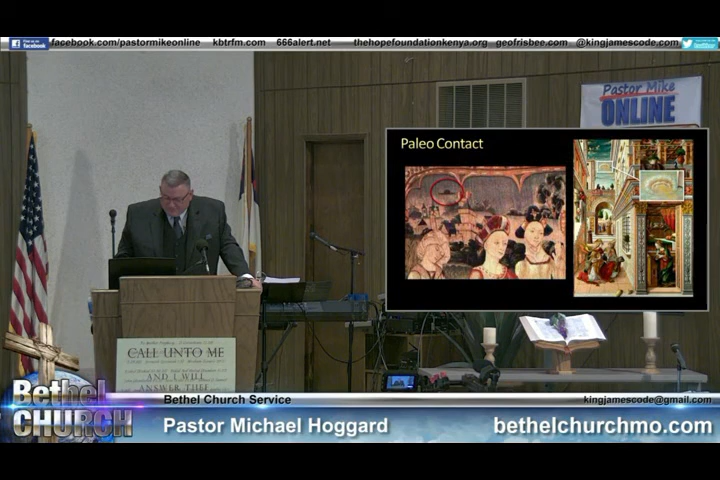 facebook.com/pastormikeonline kbtrfm.com 666alert.net thehopefoundationkenya.org geofrisbee.com @kingjamescode.com
Pastor Mike
ONLINE
Paleo Contact
CALL UNTO ME
AND I WILL
ANSWER THEE
Bethel
CHURCH
Bethel Church Service kingjamescode@gmail.com
Pastor Michael Hoggard bethelchurchmo.com